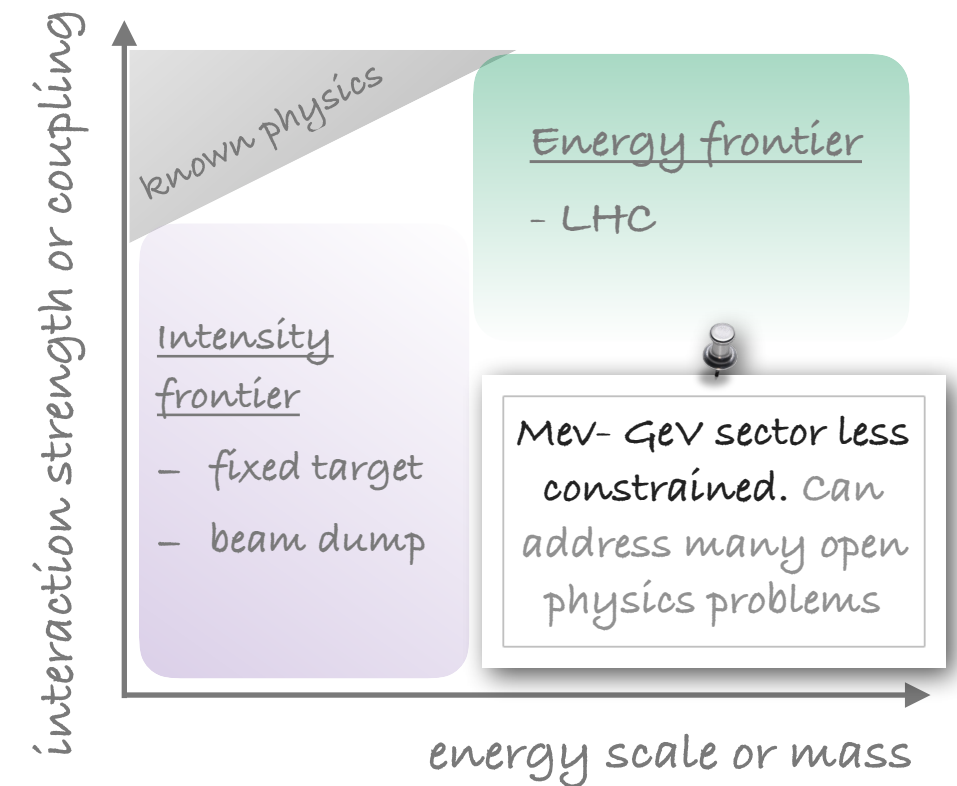 interaction strength or coupling
known physics
Energy frontier
- LHC
Intensity
frontier
- fixed target
- beam dump
MeV- GeV sector less
constrained. Can
address many open
physics problems
energy scale or mass